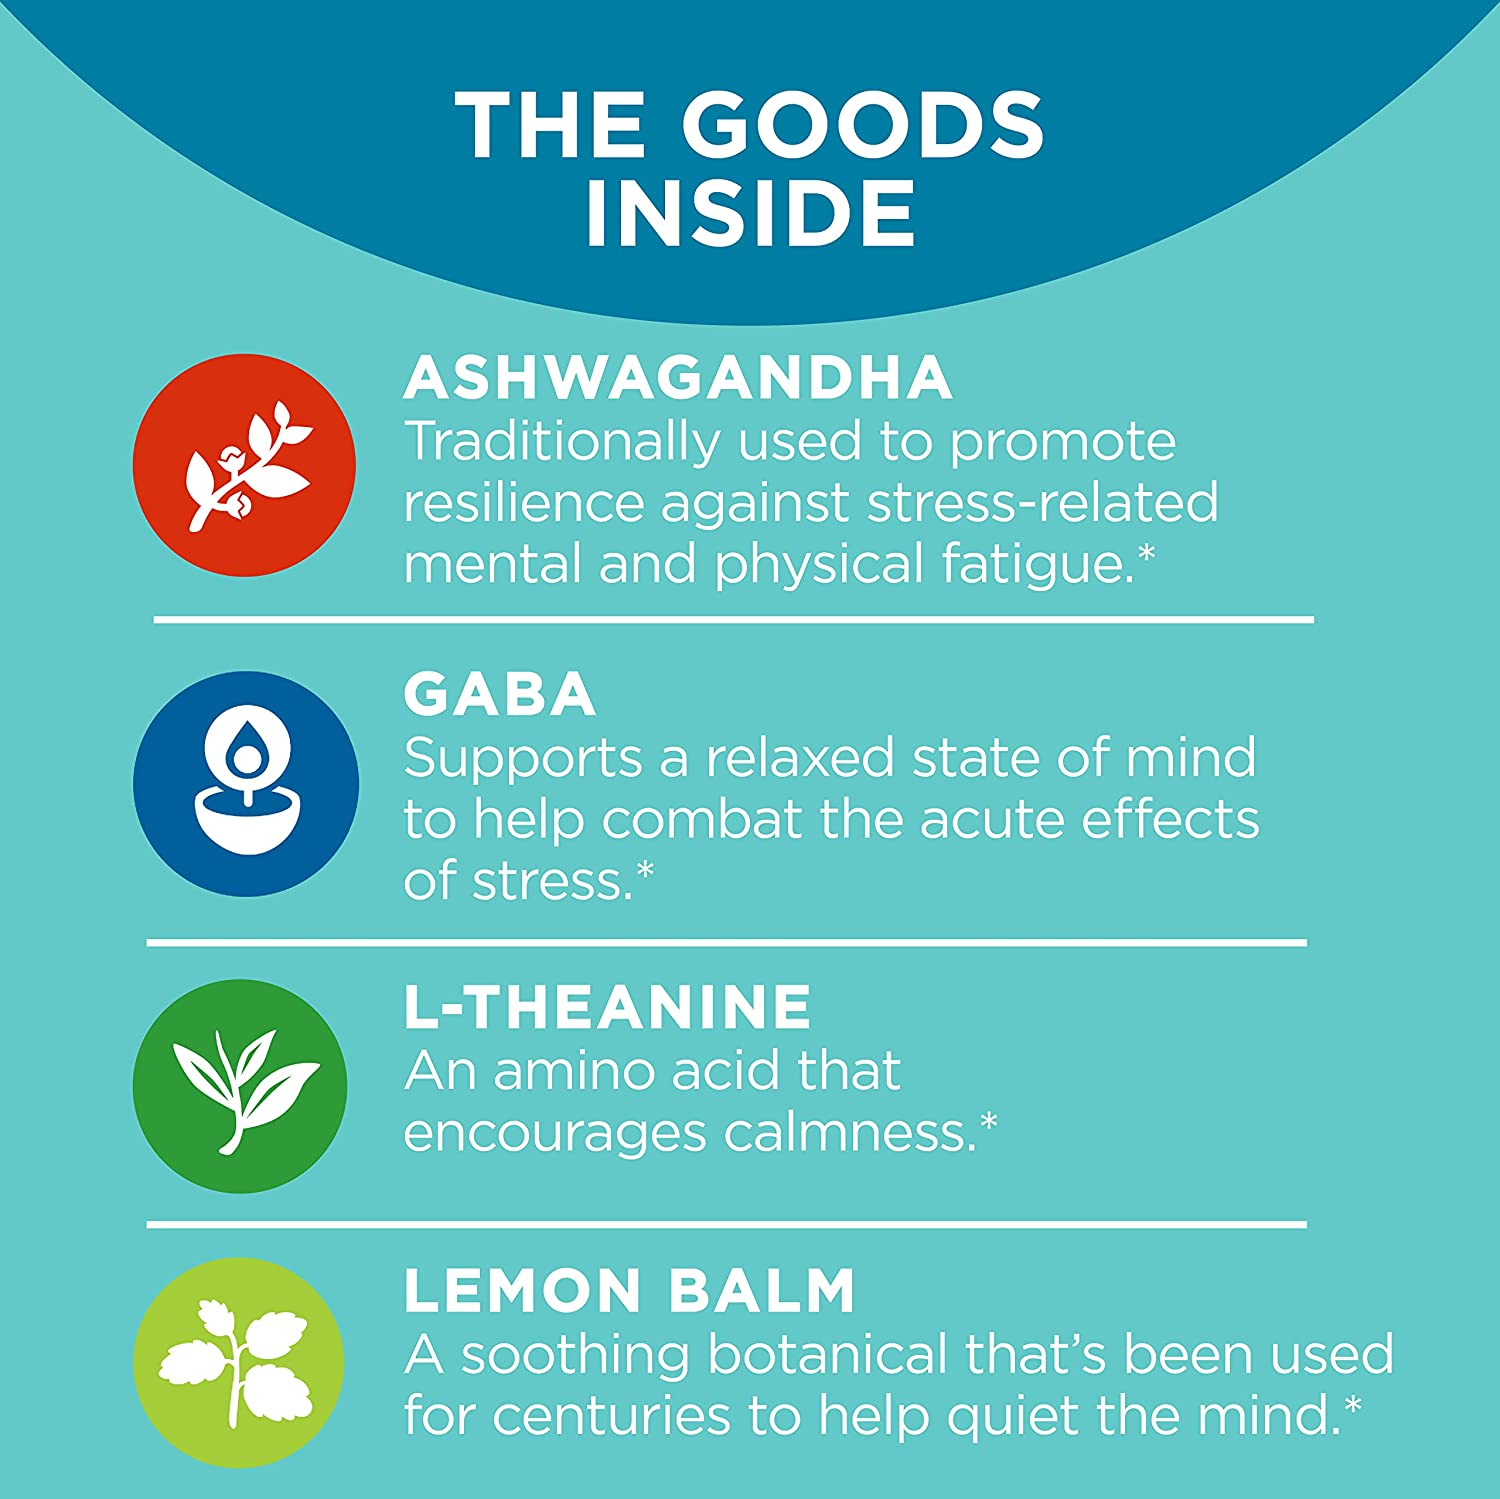 THE GOODS
INSIDE
ASHWAGANDHA
Traditionally used to promote
resilience against stress-related
mental and physical fatigue.*
GABA
Supports a relaxed state of mind
to help combat the acute effects
of stress.*
L-THEANINE
An amino acid that
encourages calmness.*
LEMON BALM
A soothing botanical that’s been used
for centuries to help quiet the mind.*